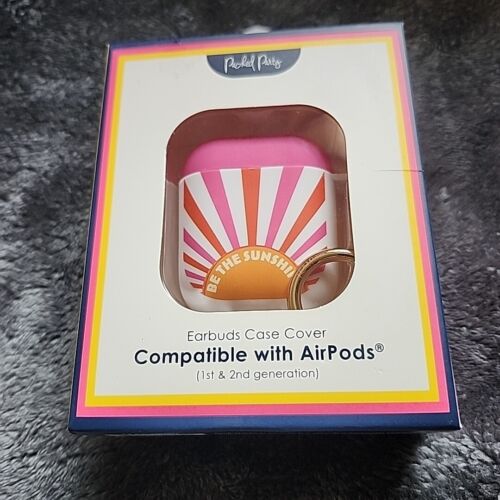 Packed Party
BE THE SUNSHI
Earbuds Case Cover
Compatible with AirPods®
(1st & 2nd generation)